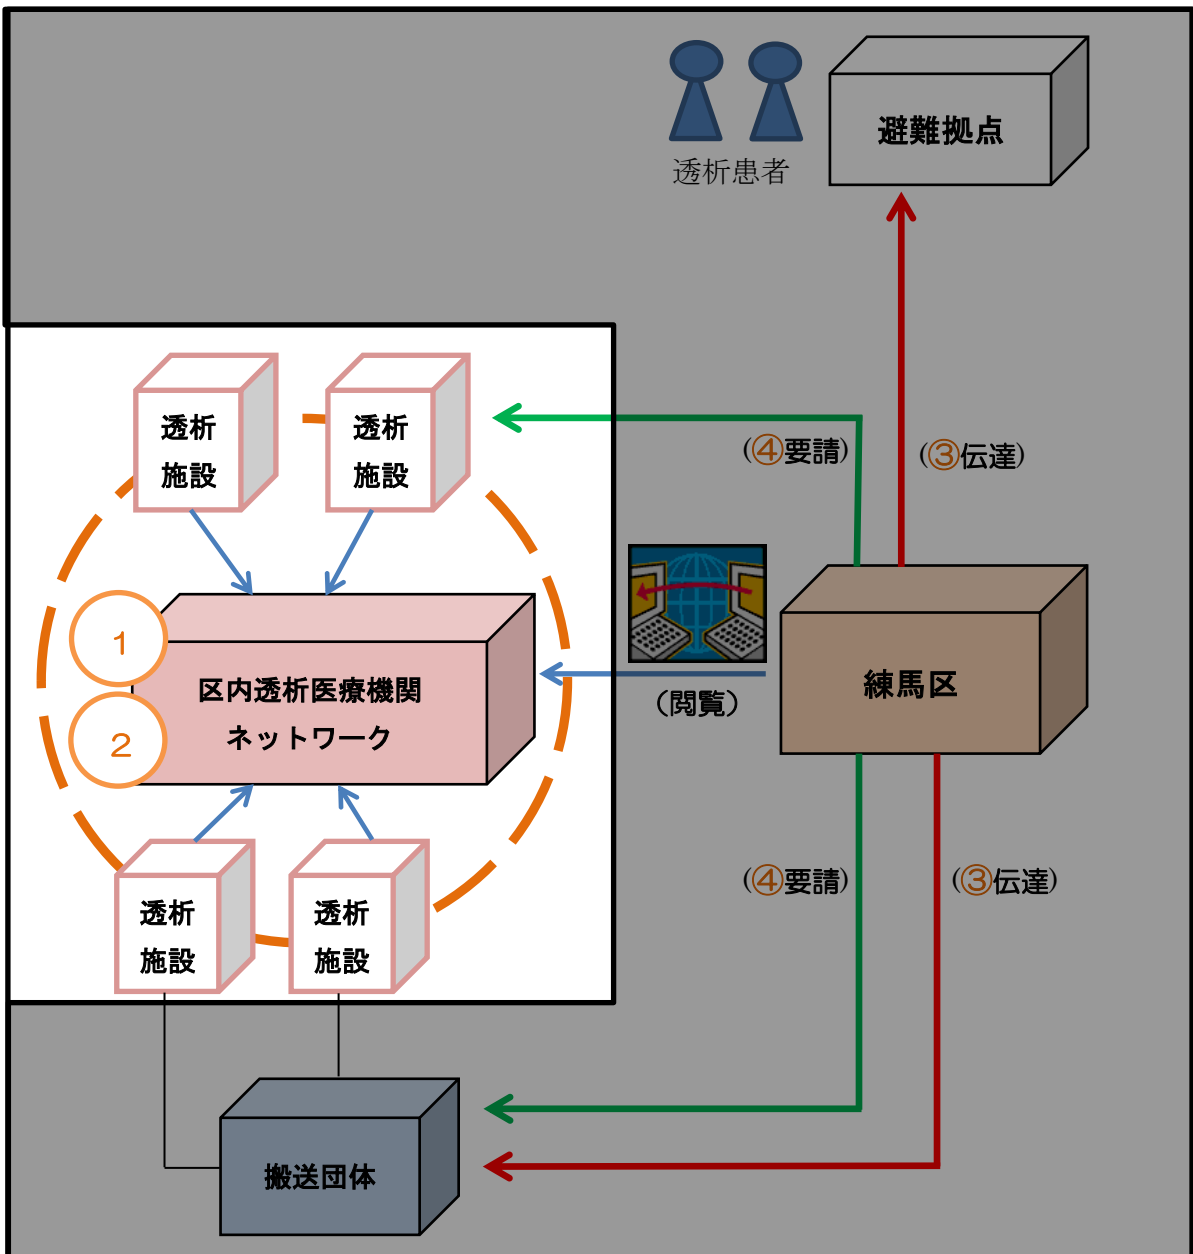 避難拠点
透析患者
透析
施設
透析
施設
(④要請)
(③伝達)
1
2
区内透析医療機関
ネットワーク
(閲覧)
練馬区
透析
施設
透析
施設
(④要請)
(③伝達)
搬送団体